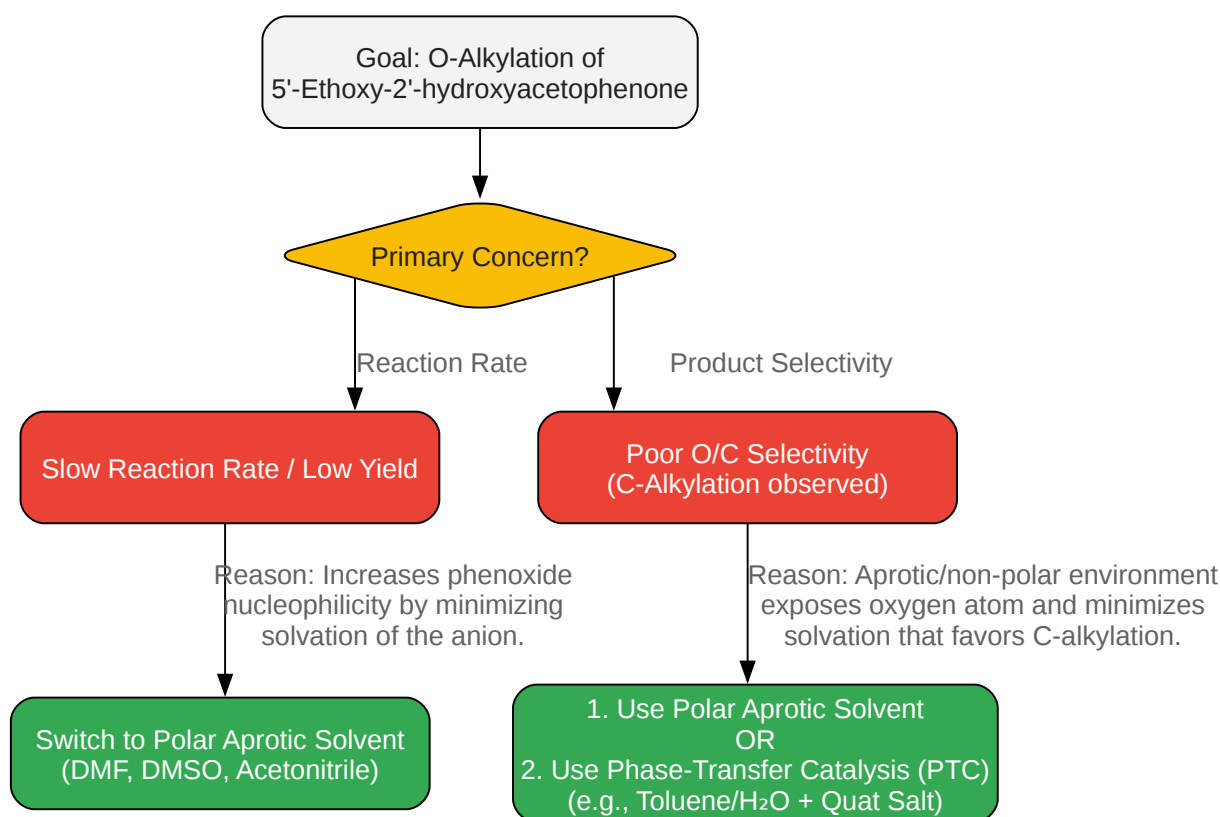 Goal: O-Alkylation of
5'-Ethoxy-2'-hydroxyacetophenone
Primary Concern?
Reaction Rate
Product Selectivity
Slow Reaction Rate / Low Yield
Poor O/C Selectivity
(C-Alkylation observed)
Reason: Increases phenoxide
nucleophilicity by minimizing
solvation of the anion.
Reason: Aprotic/non-polar environment
exposes oxygen atom and minimizes
solvation that favors C-alkylation.
Switch to Polar Aprotic Solvent
(DMF, DMSO, Acetonitrile)
1. Use Polar Aprotic Solvent
OR
2. Use Phase-Transfer Catalysis (PTC)
(e.g., Toluene/H₂O + Quat Salt)